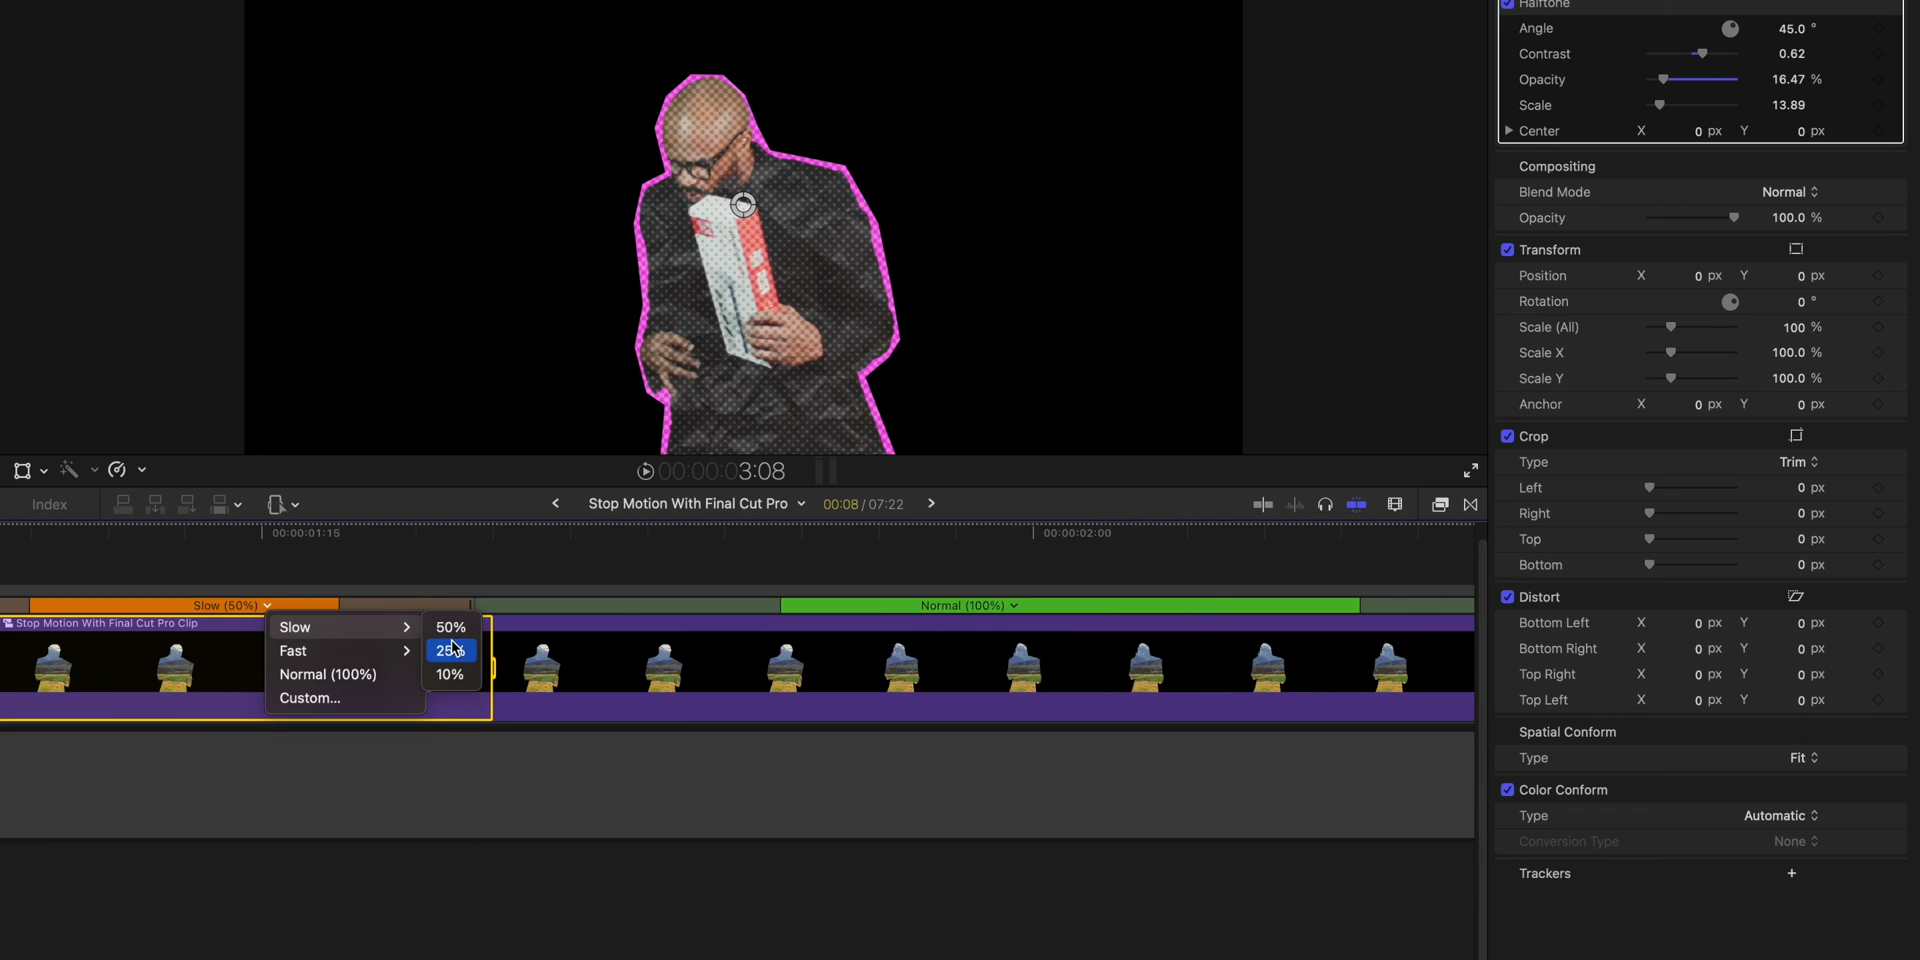 Halftone
Angle 45.0 °
Contrast 0.62
Opacity 16.47 %
Scale 13.89
Center X 0 px Y 0 px
Compositing
Blend Mode Normal
Opacity 100.0 %
Transform
Position X 0 px Y 0 px
Rotation 0 °
Scale (All) 100 %
Scale X 100.0 %
Scale Y 100.0 %
Anchor X 0 px Y 0 px
Crop
Type Trim
Left 0 px
Right 0 px
Top 0 px
Bottom 0 px
Distort
Bottom Left X 0 px Y 0 px
Bottom Right X 0 px Y 0 px
Top Right X 0 px Y 0 px
Top Left X 0 px Y 0 px
Spatial Conform
Type Fit
Color Conform
Type Automatic
Conversion Type None
Trackers +
00:00:03:08
Index
Stop Motion With Final Cut Pro 00:08 / 07:22
00:00:01:15 00:00:02:00
Slow (50%) Normal (100%)
Stop Motion With Final Cut Pro Clip
Slow
Fast
Normal (100%)
Custom...
50%
25%
10%